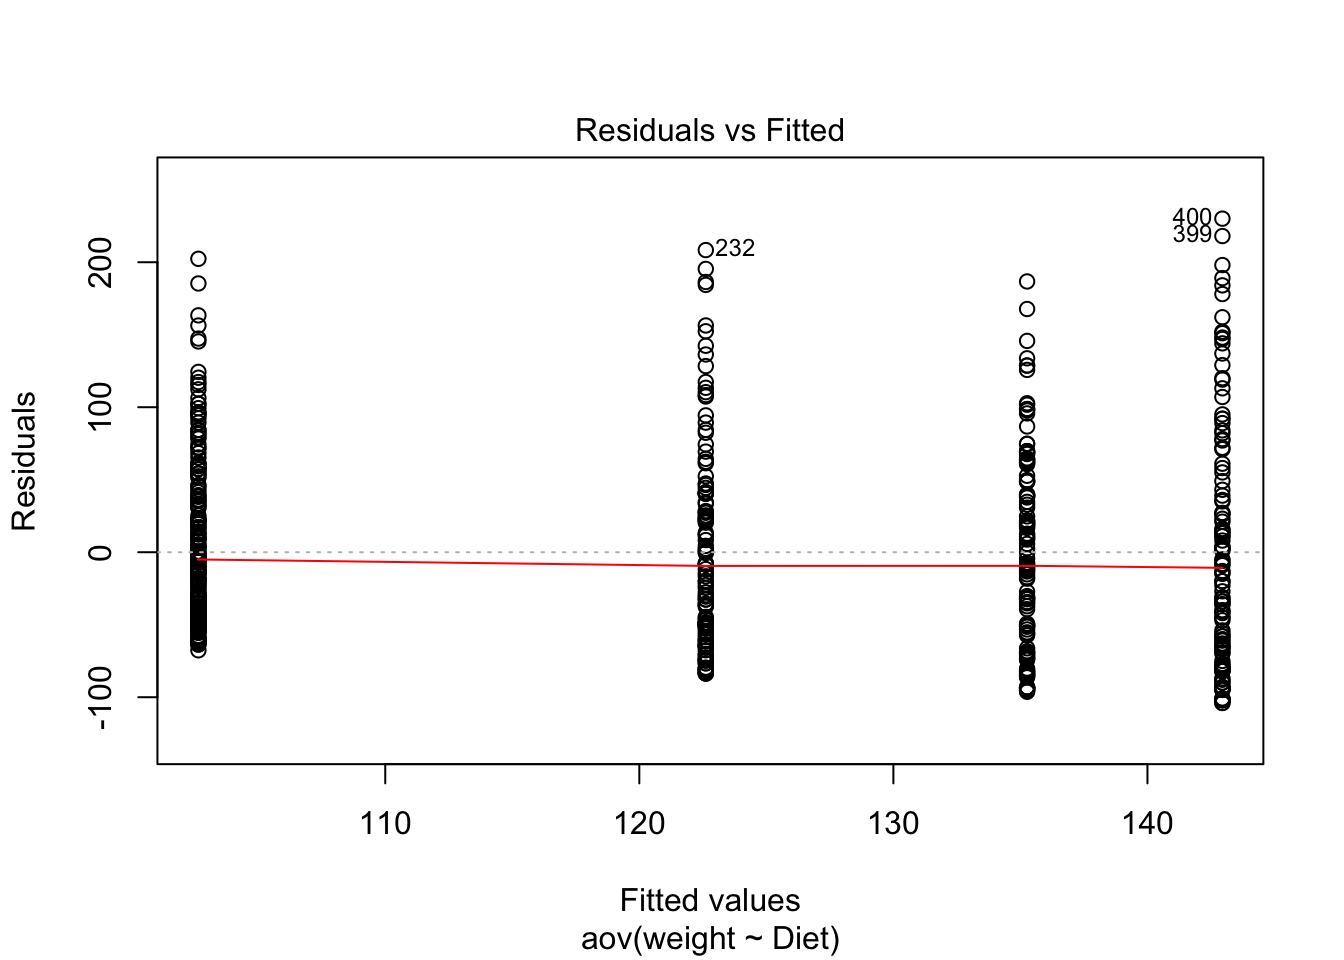 Residuals vs Fitted
Residuals
200
100
0
-100
400
399
232
110 120 130 140
Fitted values
aov(weight ~ Diet)